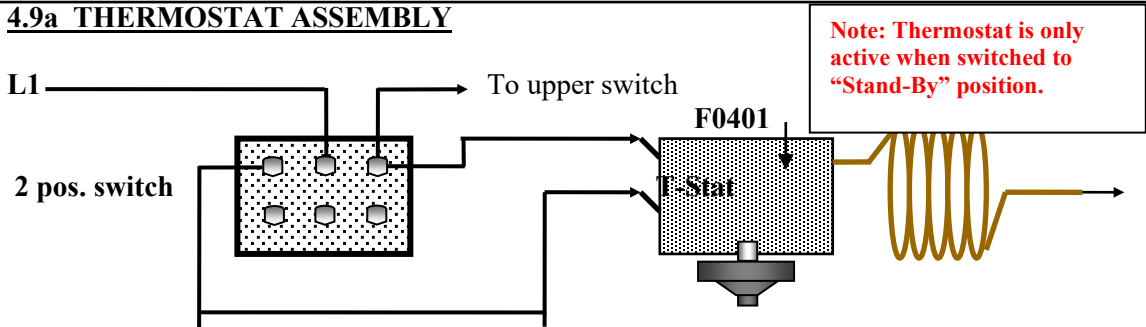 4.9a THERMOSTAT ASSEMBLY
Note: Thermostat is only
active when switched to
“Stand-By” position.
L1
To upper switch
F0401
2 pos. switch
T-Stat